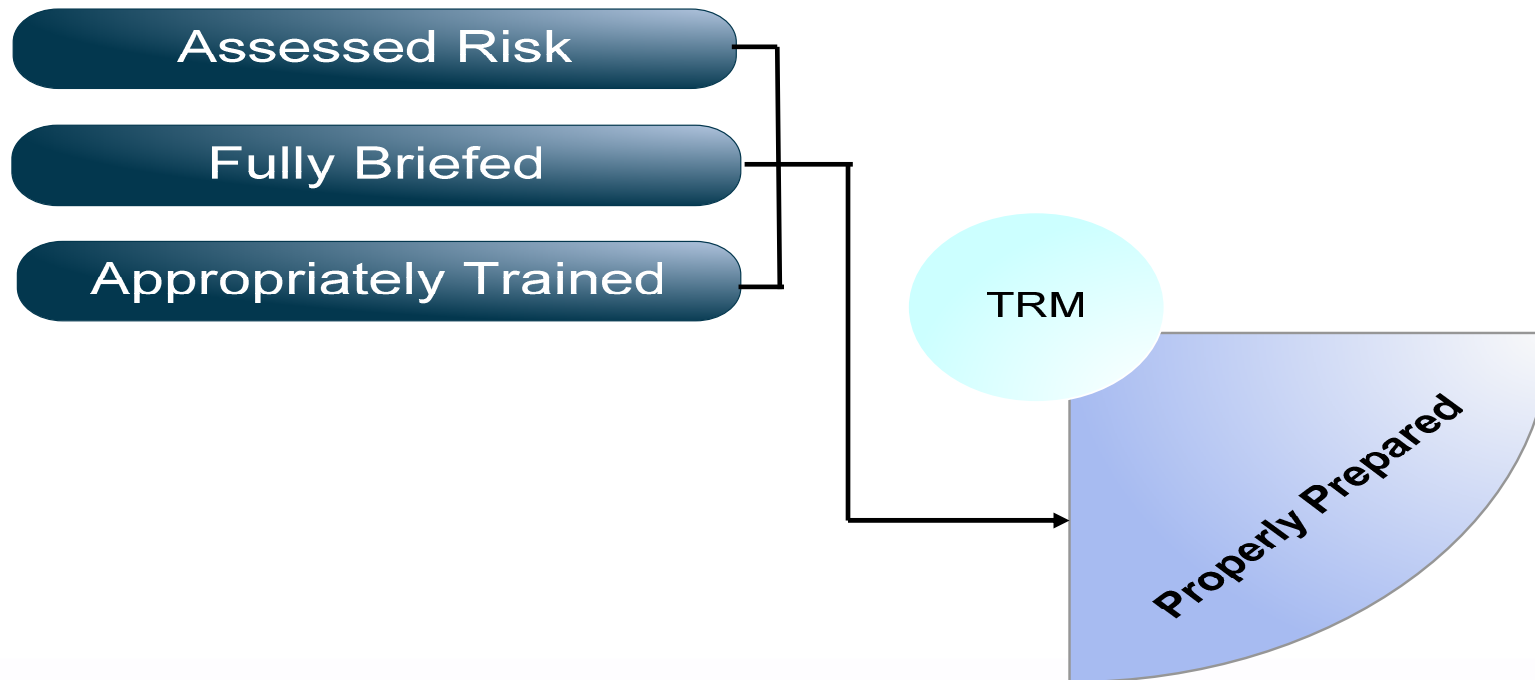 Assessed Risk
Fully Briefed
Appropriately Trained
TRM
Properly Prepared